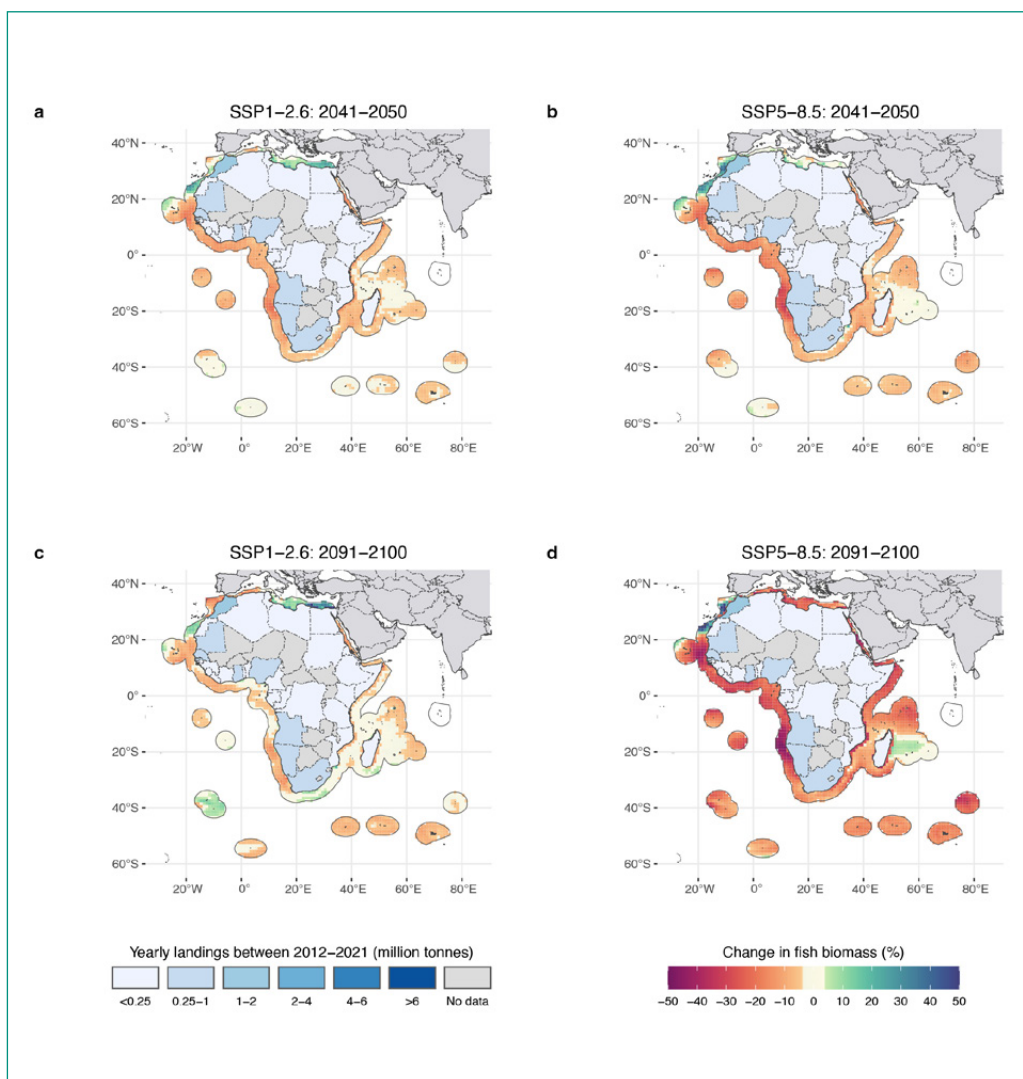 a
SSP1−2.6: 2041−2050
40°N
20°N
0°
20°S
40°S
60°S
20°W 0° 20°E 40°E 60°E 80°E
b
SSP5−8.5: 2041−2050
40°N
20°N
0°
20°S
40°S
60°S
20°W 0° 20°E 40°E 60°E 80°E
c
SSP1−2.6: 2091−2100
40°N
20°N
0°
20°S
40°S
60°S
20°W 0° 20°E 40°E 60°E 80°E
d
SSP5−8.5: 2091−2100
40°N
20°N
0°
20°S
40°S
60°S
20°W 0° 20°E 40°E 60°E 80°E
Yearly landings between 2012−2021 (million tonnes)
<0.25 0.25−1 1−2 2−4 4−6 >6 No data
Change in fish biomass (%)
−50 −40 −30 −20 −10 0 10 20 30 40 50